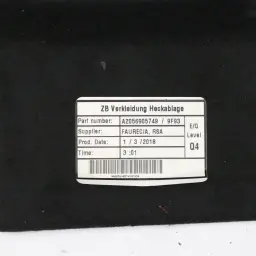 ZB Verkleidung Heckablage
Part number: A2056905749 / 9F93
Supplier: FAURECIA, RSA
Prod. Date: 1 / 3 /2018
Time: 3 :01
E/Q
Level
Q4